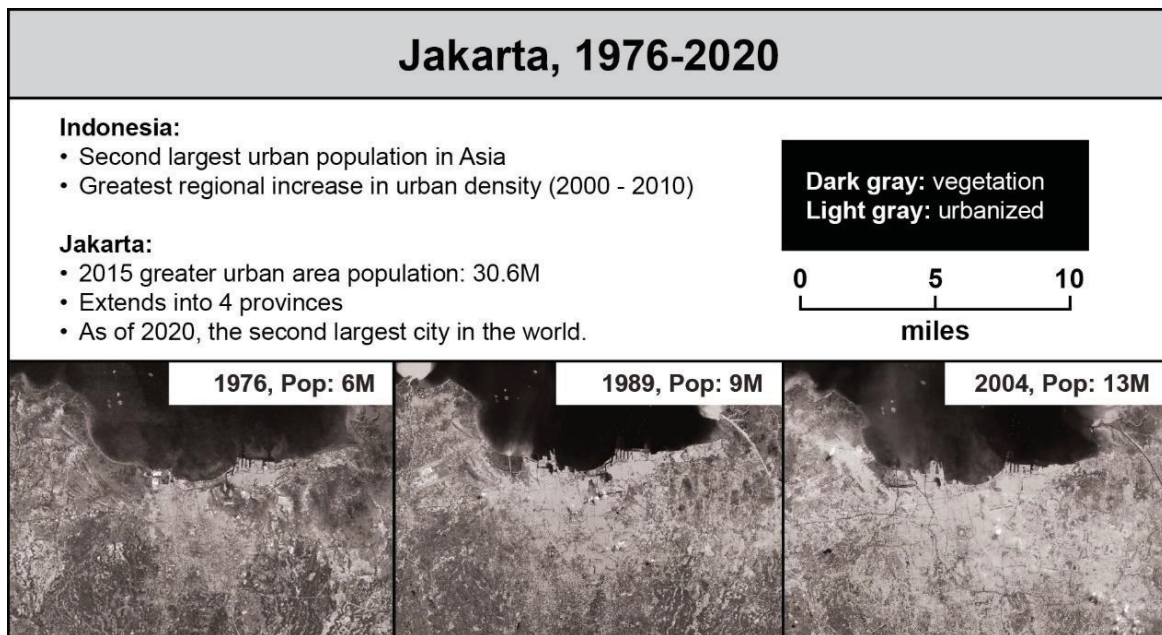 Jakarta, 1976-2020
Indonesia:
• Second largest urban population in Asia
• Greatest regional increase in urban density (2000 - 2010)
Jakarta:
• 2015 greater urban area population: 30.6M
• Extends into 4 provinces
• As of 2020, the second largest city in the world.
Dark gray: vegetation
Light gray: urbanized
0 5 10
miles
1976, Pop: 6M
1989, Pop: 9M
2004, Pop: 13M